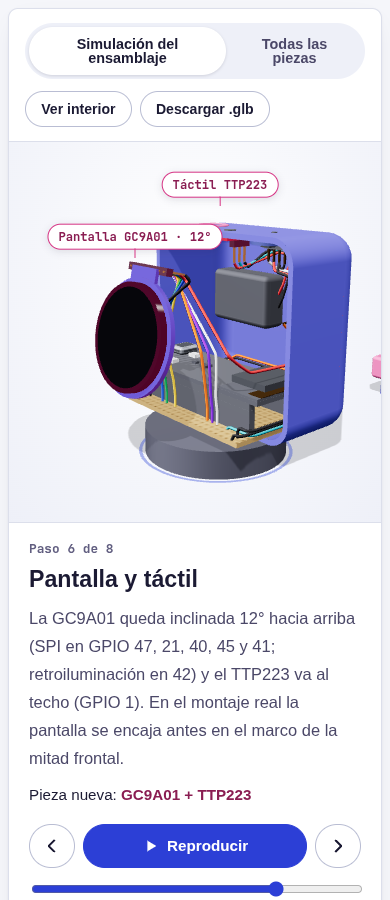 Simulación del
ensamblaje
Todas las
piezas
Ver interior
Descargar .glb
Táctil TTP223
Pantalla GC9A01 · 12°
Paso 6 de 8
Pantalla y táctil
La GC9A01 queda inclinada 12° hacia arriba
(SPI en GPIO 47, 21, 40, 45 y 41;
retroiluminación en 42) y el TTP223 va al
techo (GPIO 1). En el montaje real la
pantalla se encaja antes en el marco de la
mitad frontal.
Pieza nueva: GC9A01 + TTP223
Reproducir